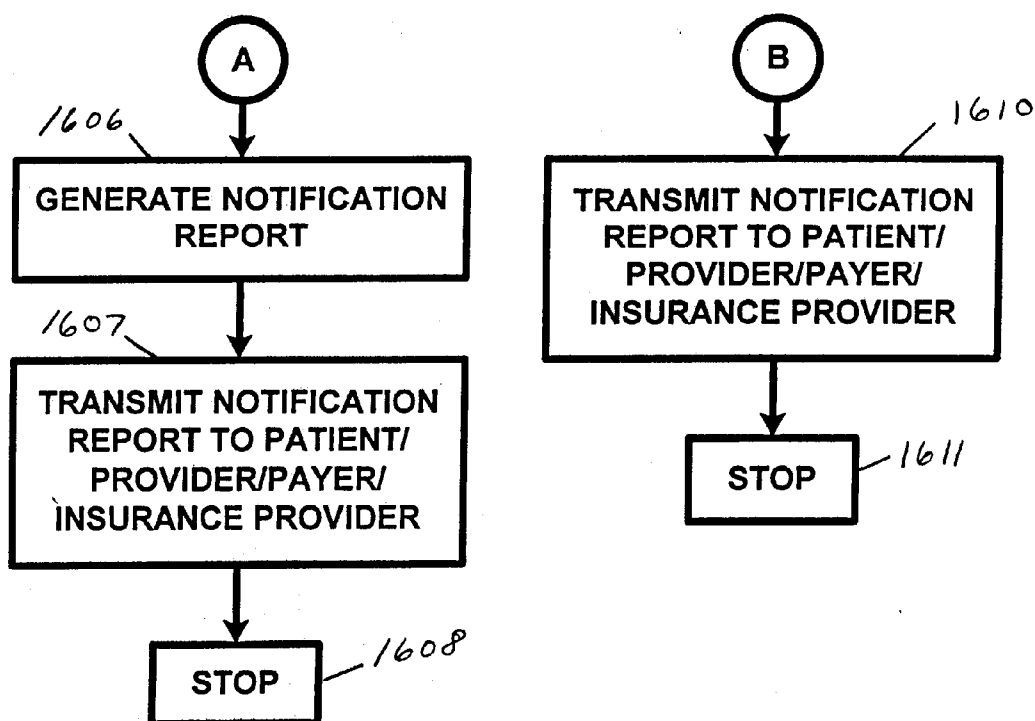 A
1606
GENERATE NOTIFICATION
REPORT
1607
TRANSMIT NOTIFICATION
REPORT TO PATIENT/
PROVIDER/PAYER/
INSURANCE PROVIDER
STOP
1608
B
1610
TRANSMIT NOTIFICATION
REPORT TO PATIENT/
PROVIDER/PAYER/
INSURANCE PROVIDER
STOP
1611